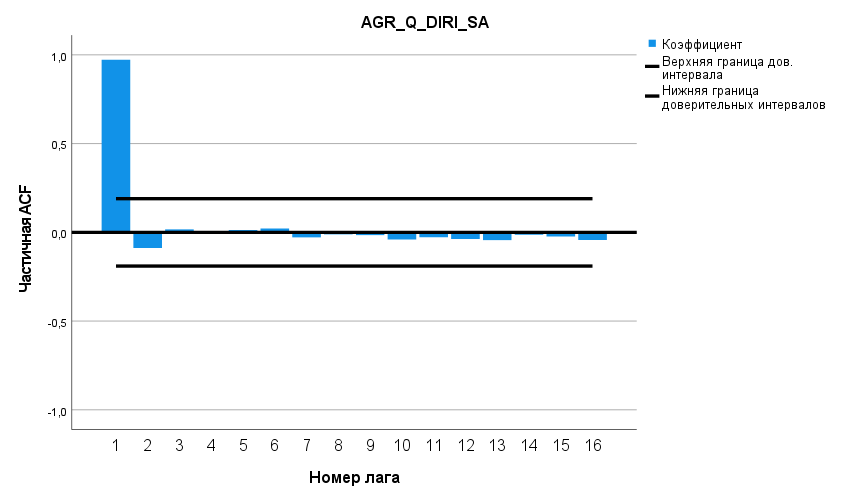 AGR_Q_DIRI_SA
Коэффициент
Верхняя граница дов.
интервала
Нижняя граница
доверительных интервалов
1,0
0,5
0,0
-0,5
-1,0
Частичная ACF
1 2 3 4 5 6 7 8 9 10 11 12 13 14 15 16
Номер лага